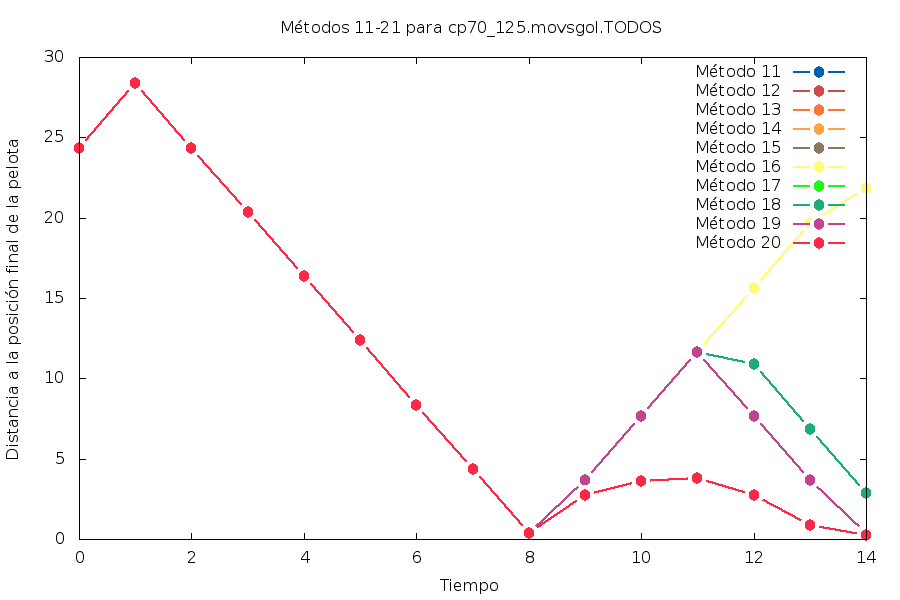 Métodos 11-21 para cp70_125.movsgol.TODOS
30
25
20
15
10
5
0
Distancia a la posición final de la pelota
Método 11
Método 12
Método 13
Método 14
Método 15
Método 16
Método 17
Método 18
Método 19
Método 20
0 2 4 6 8 10 12 14
Tiempo